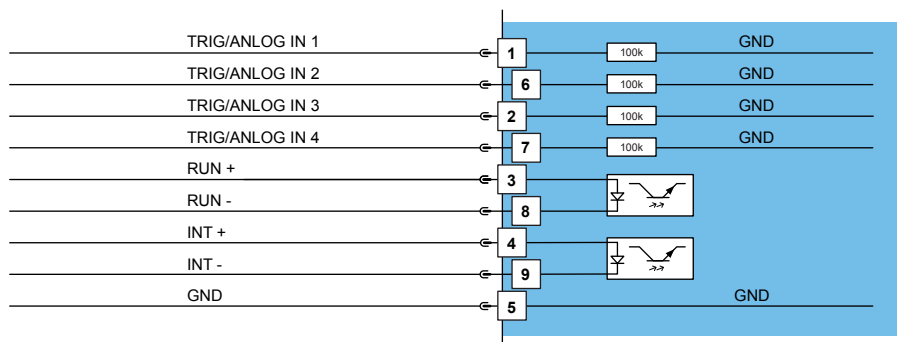 TRIG/ANLOG IN 1 1 100k GND
TRIG/ANLOG IN 2 6 100k GND
TRIG/ANLOG IN 3 2 100k GND
TRIG/ANLOG IN 4 7 100k GND
RUN + 3
RUN - 8
INT + 4
INT - 9
GND 5 GND